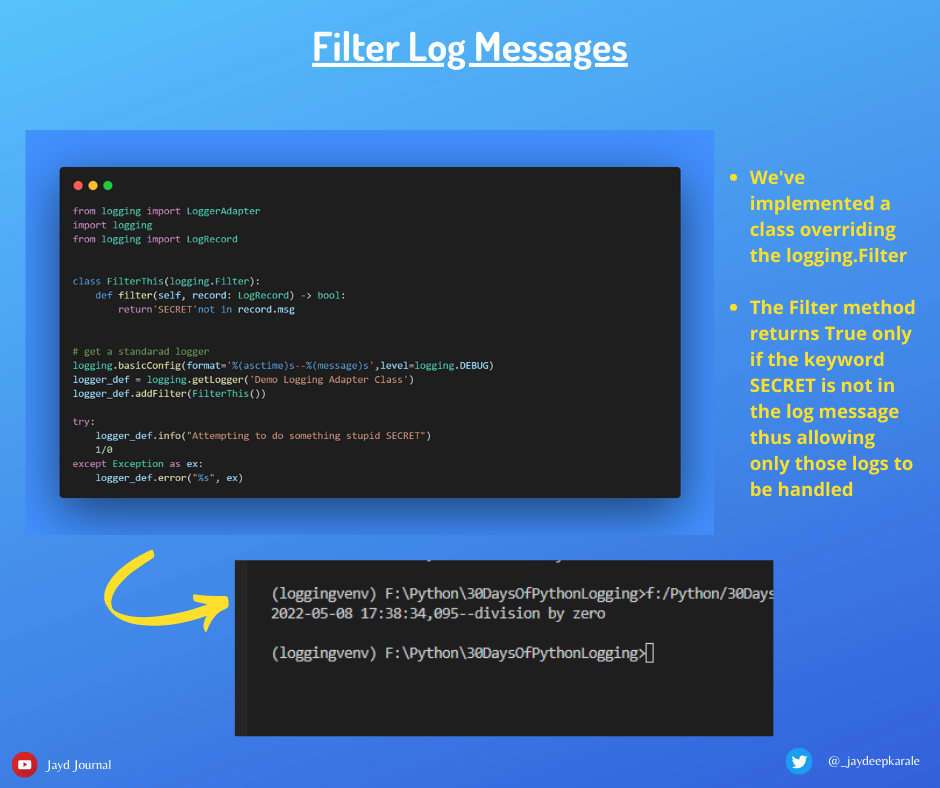 Filter Log Messages
from logging import LoggerAdapter
import logging
from logging import LogRecord
class FilterThis(logging.Filter):
    def filter(self, record: LogRecord) -> bool:
        return'SECRET'not in record.msg
# get a standarad logger
logging.basicConfig(format='%(asctime)s--%(message)s',level=logging.DEBUG)
logger_def = logging.getLogger('Demo Logging Adapter Class')
logger_def.addFilter(FilterThis())
try:
    logger_def.info("Attempting to do something stupid SECRET")
    1/0
except Exception as ex:
    logger_def.error("%s", ex)
• We've
implemented a
class overriding
the logging.Filter
• The Filter method
returns True only
if the keyword
SECRET is not in
the log message
thus allowing
only those logs to
be handled
(loggingvenv) F:\Python\30DaysOfPythonLogging>f:/Python/30Days
2022-05-08 17:38:34,095--division by zero
(loggingvenv) F:\Python\30DaysOfPythonLogging>
Jayd Journal
@_jaydeepkarale